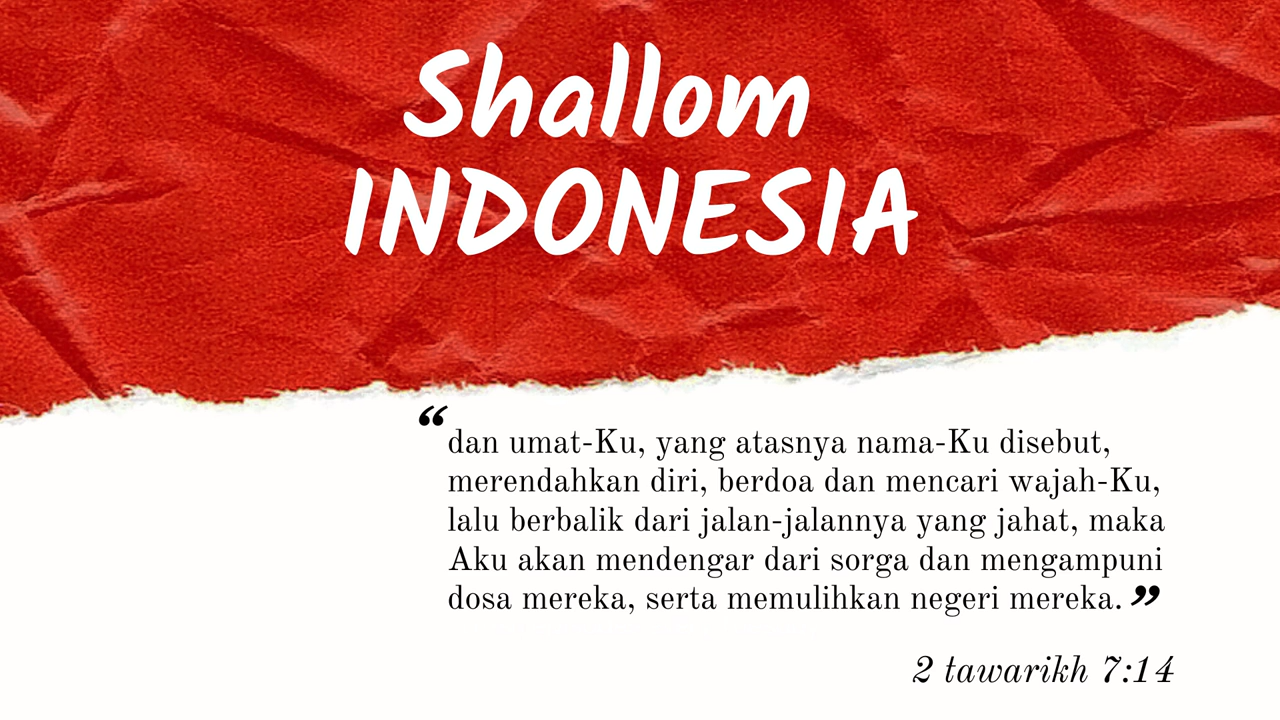 Shallom
INDONESIA
“dan umat-Ku, yang atasnya nama-Ku disebut,
merendahkan diri, berdoa dan mencari wajah-Ku,
lalu berbalik dari jalan-jalannya yang jahat, maka
Aku akan mendengar dari sorga dan mengampuni
dosa mereka, serta memulihkan negeri mereka.”
2 tawarikh 7:14